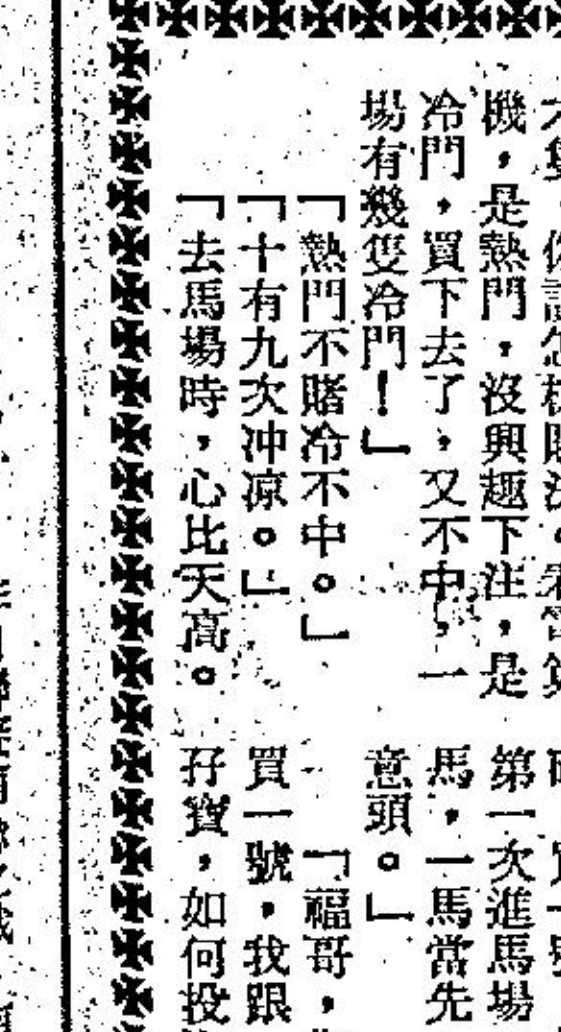 機，是熱門，沒興趣下注，是
冷門，買下去了，又不中，一
場有幾隻冷門！」
「熱門不賭冷不中。」
「十有九次冲凉。」
「去馬場時，心比天高。
第一次進馬場
馬，一馬當先
意頭。」
「福哥，
買一號，我跟
孖寶，如何投